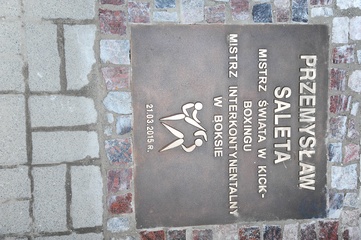 PRZEMYSŁAW
SALETA
MISTRZ ŚWIATA W KICK-
BOXINGU
MISTRZ INTERKONTYNENTALNY
W BOKSIE
21.03.2015 R.